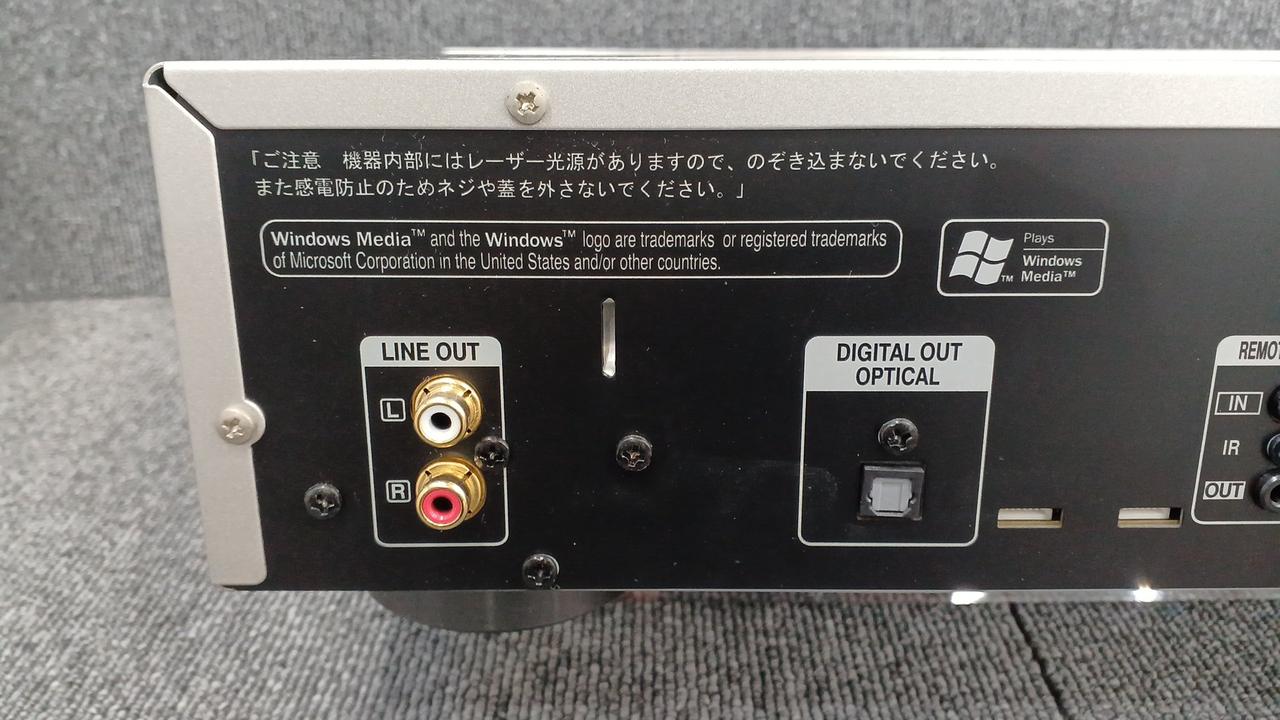 「ご注意　機器内部にはレーザー光源がありますので、のぞき込まないでください。
また感電防止のためネジや蓋を外さないでください。」
Windows Media™ and the Windows™ logo are trademarks or registered trademarks
of Microsoft Corporation in the United States and/or other countries.
Plays
Windows
Media™
TM
LINE OUT
L
R
DIGITAL OUT
OPTICAL
IN
IR
OUT